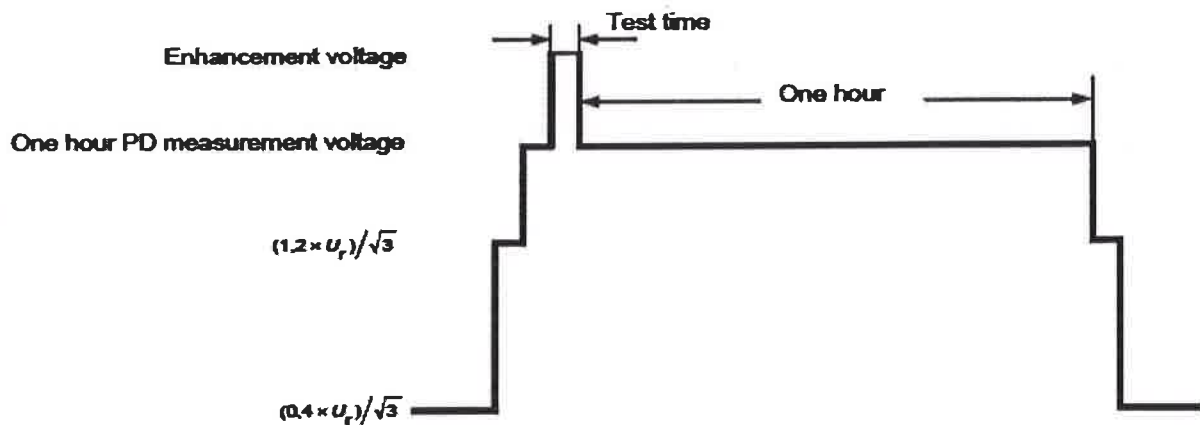 Test time
Enhancement voltage
One hour
One hour PD measurement voltage
(1,2 × Uᵣ)/√3
(0,4 × Uᵣ)/√3